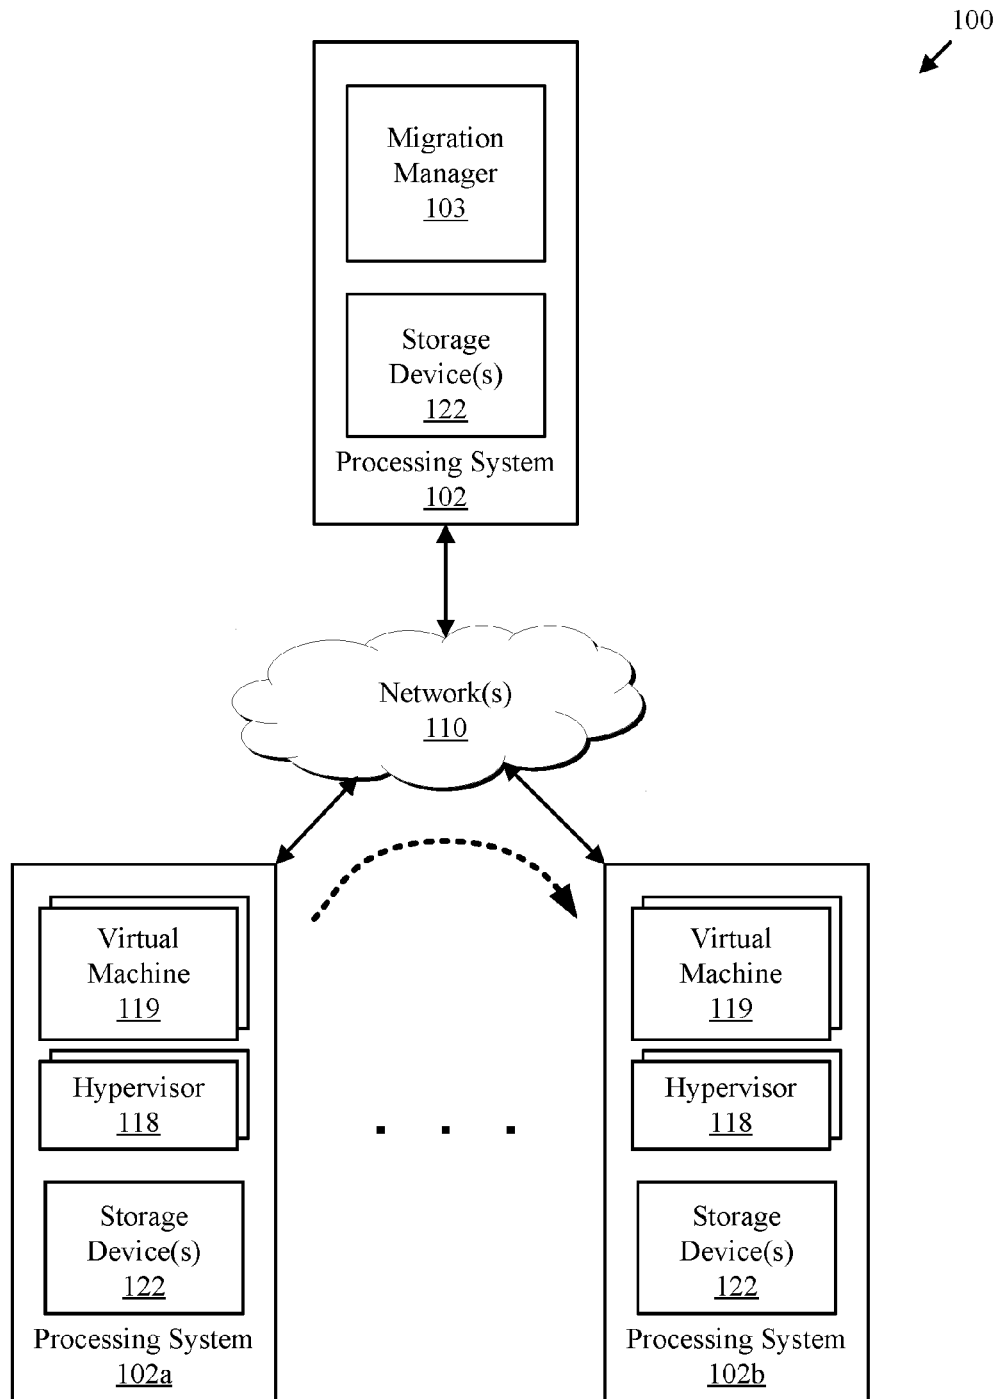 100
Migration
Manager
103
Storage
Device(s)
122
Processing System
102
Network(s)
110
Virtual
Machine
119
Hypervisor
118
Storage
Device(s)
122
Processing System
102a
. . .
Virtual
Machine
119
Hypervisor
118
Storage
Device(s)
122
Processing System
102b